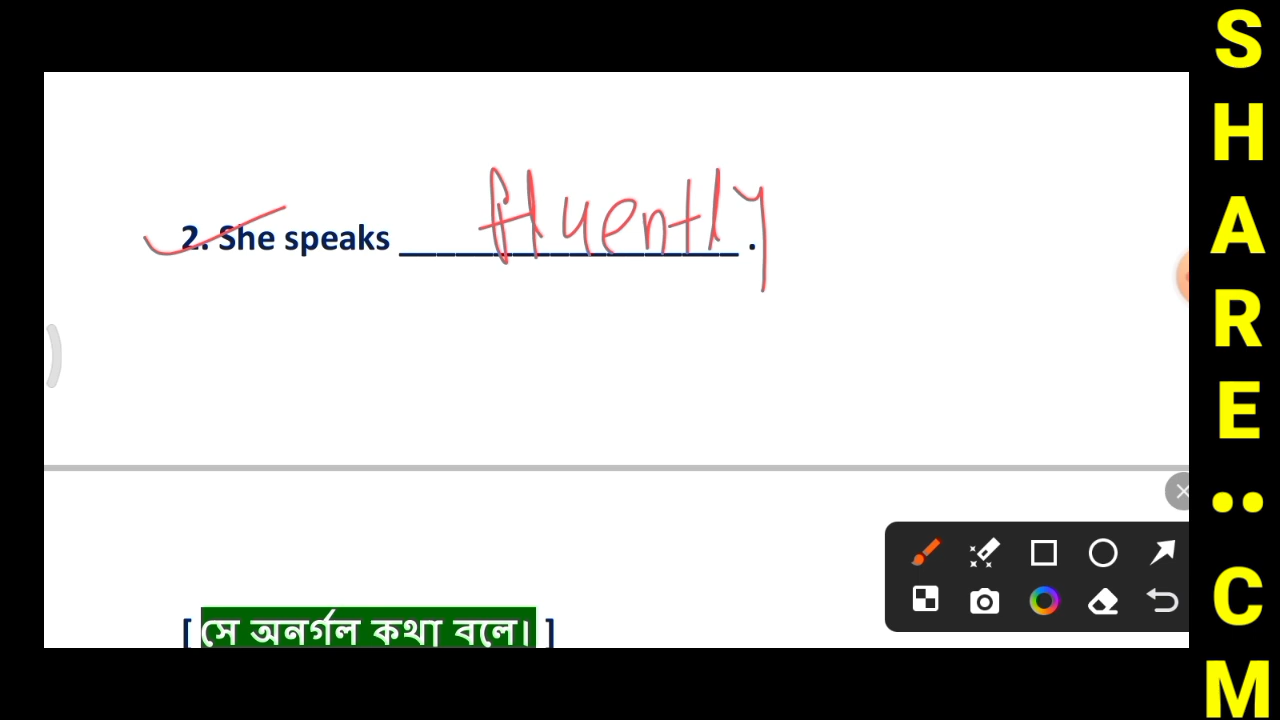 2. She speaks fluently .
[ সে অনর্গল কথা বলে। ]
SHARE..CM